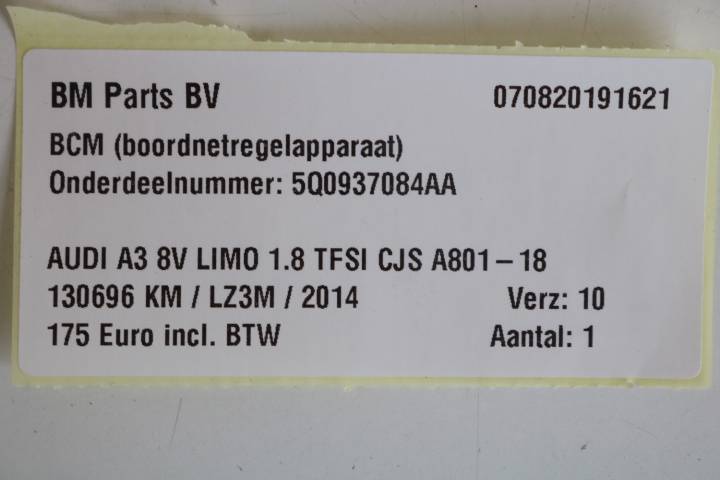 BM Parts BV 070820191621
BCM (boordnetregelapparaat)
Onderdeelnummer: 5Q0937084AA
AUDI A3 8V LIMO 1.8 TFSI CJS A801-18
130696 KM / LZ3M / 2014 Verz: 10
175 Euro incl. BTW Aantal: 1